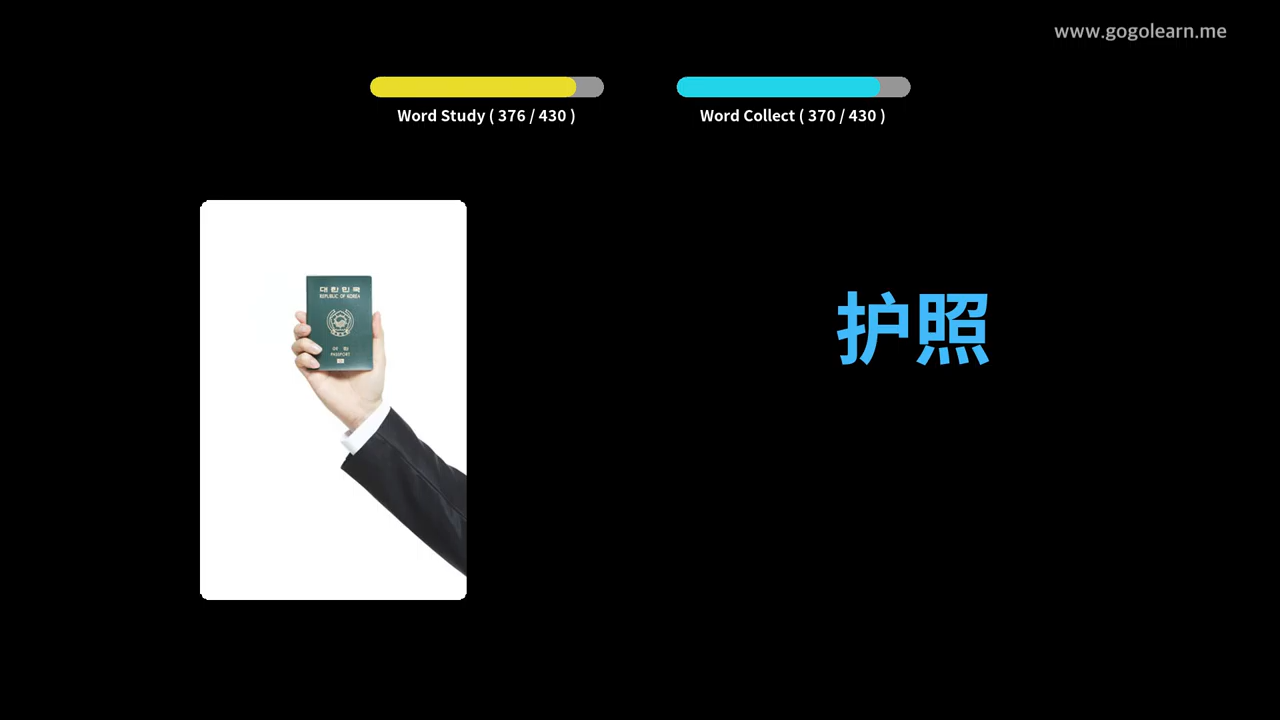 www.gogolearn.me
Word Study ( 376 / 430 )
Word Collect ( 370 / 430 )
대한민국
REPUBLIC OF KOREA
PASSPORT
护照